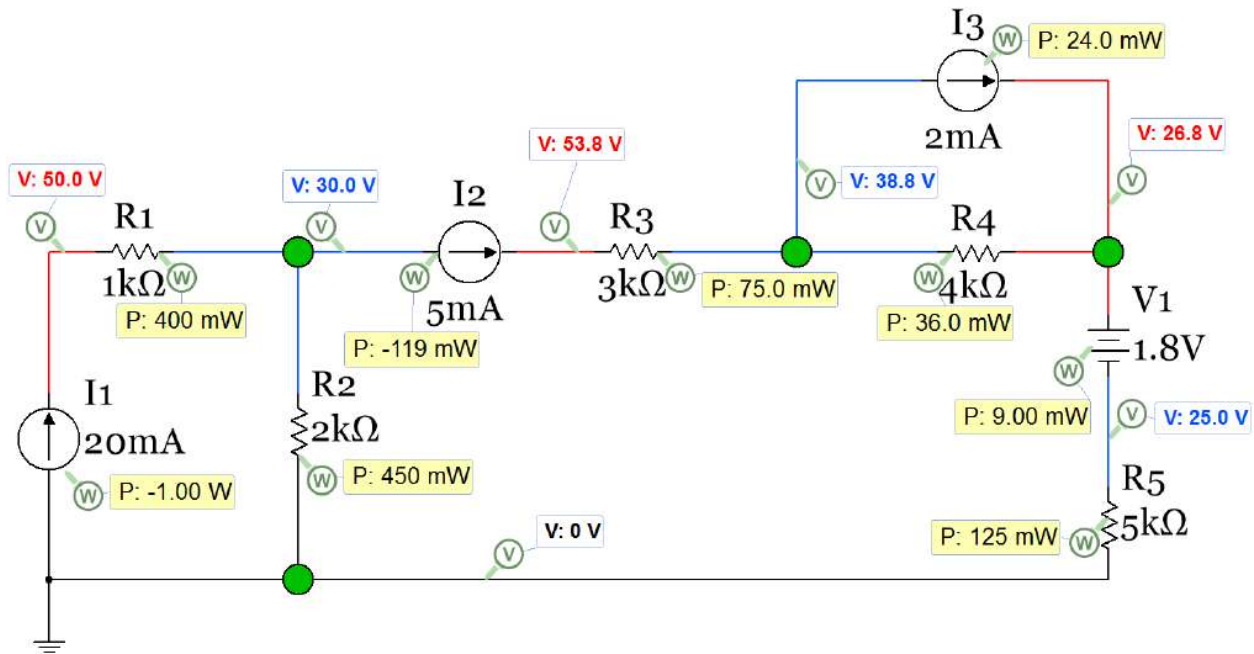 I3
W
P: 24.0 mW
2mA
V: 53.8 V
V: 26.8 V
V: 50.0 V
V: 30.0 V
V: 38.8 V
V
V
V
V
V
I2
R1
R3
R4
1kΩ
W
P: 400 mW
W
5mA
P: -119 mW
3kΩ
W
P: 75.0 mW
W
4kΩ
P: 36.0 mW
V1
1.8V
W
P: 9.00 mW
V: 25.0 V
V
I1
20mA
W
P: -1.00 W
R2
2kΩ
W
P: 450 mW
R5
5kΩ
W
P: 125 mW
V: 0 V
V